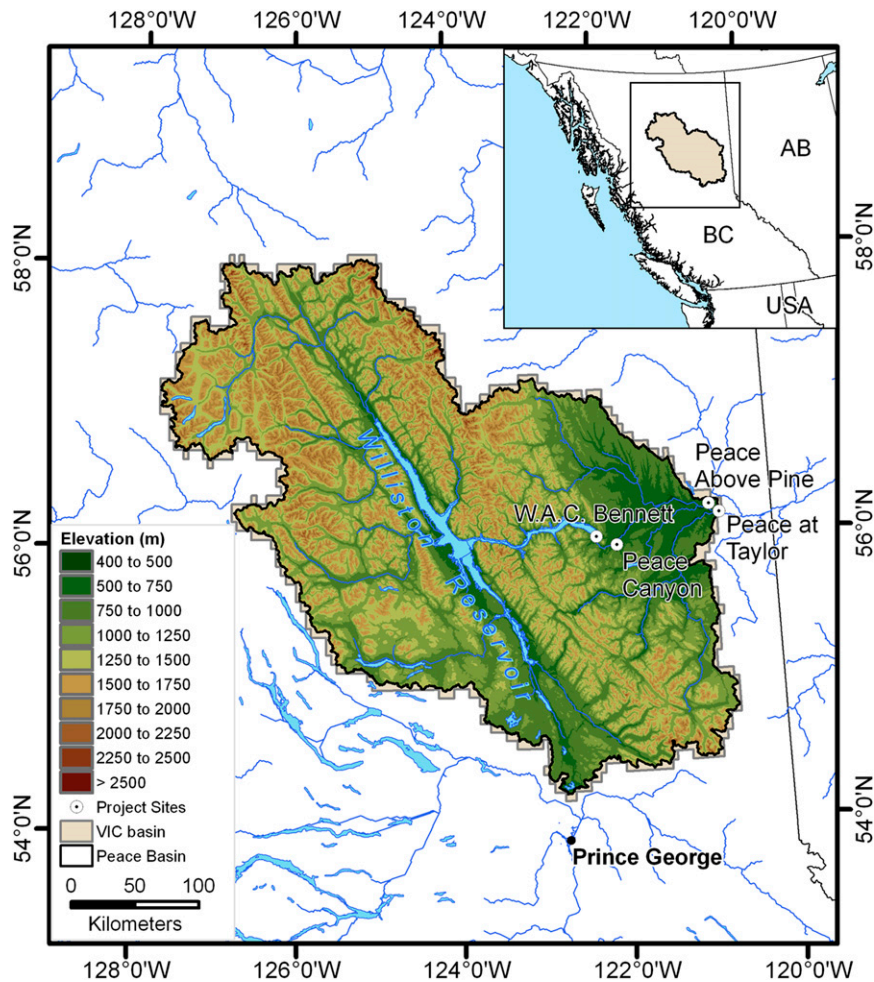 128°0'W 126°0'W 124°0'W 122°0'W 120°0'W
58°0'N
58°0'N
56°0'N
56°0'N
54°0'N
54°0'N
AB
BC
USA
Peace
Above Pine
W.A.C. Bennett
Peace at
Taylor
Peace
Canyon
Williston Reservoir
Elevation (m)
400 to 500
500 to 750
750 to 1000
1000 to 1250
1250 to 1500
1500 to 1750
1750 to 2000
2000 to 2250
2250 to 2500
> 2500
Project Sites
VIC basin
Peace Basin
0 50 100
Kilometers
Prince George
128°0'W 126°0'W 124°0'W 122°0'W 120°0'W